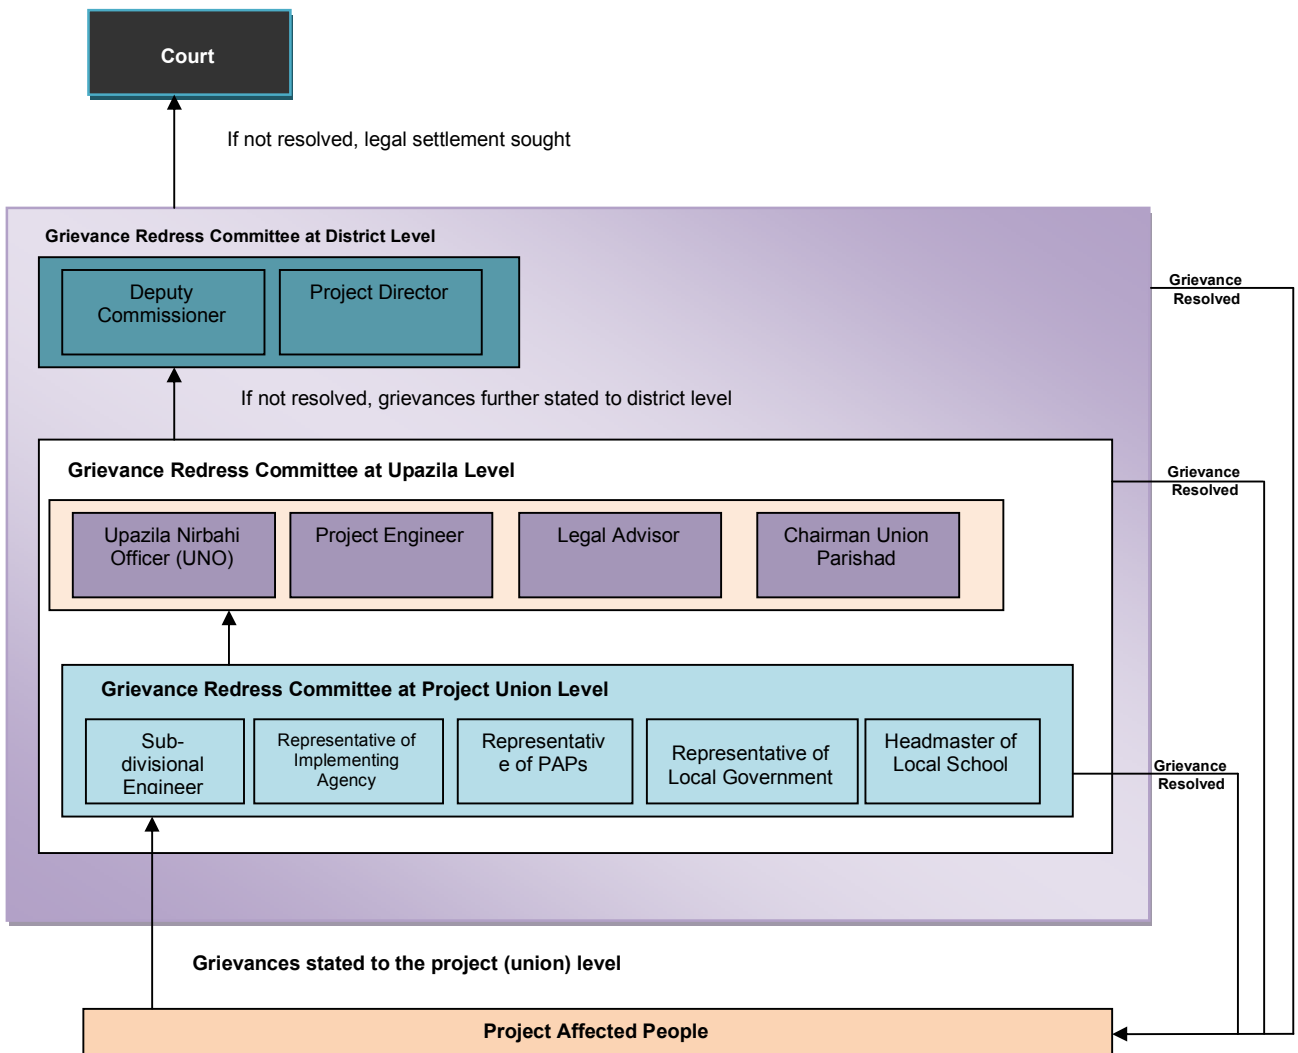 Court
If not resolved, legal settlement sought
Grievance Redress Committee at District Level
Deputy
Commissioner
Project Director
Grievance
Resolved
If not resolved, grievances further stated to district level
Grievance Redress Committee at Upazila Level
Grievance
Resolved
Upazila Nirbahi
Officer (UNO)
Project Engineer
Legal Advisor
Chairman Union
Parishad
Grievance Redress Committee at Project Union Level
Sub-
divisional
Engineer
Representative of
Implementing
Agency
Representativ
e of PAPs
Representative of
Local Government
Headmaster of
Local School
Grievance
Resolved
Grievances stated to the project (union) level
Project Affected People